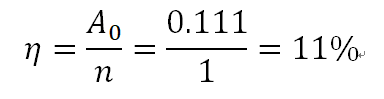 η = A₀/n = 0.111/1 = 11%